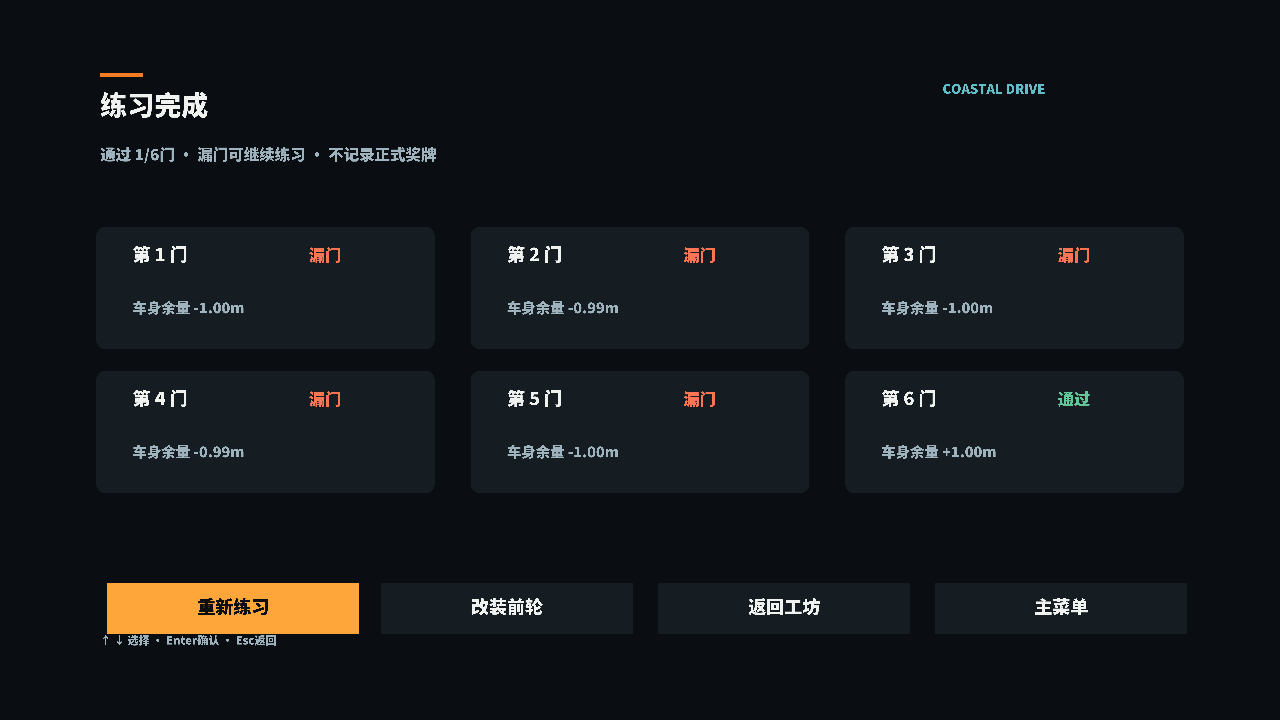 练习完成
COASTAL DRIVE
通过 1/6门 • 漏门可继续练习 • 不记录正式奖牌
第 1 门 漏门
车身余量 -1.00m
第 2 门 漏门
车身余量 -0.99m
第 3 门 漏门
车身余量 -1.00m
第 4 门 漏门
车身余量 -0.99m
第 5 门 漏门
车身余量 -1.00m
第 6 门 通过
车身余量 +1.00m
重新练习
改装前轮
返回工坊
主菜单
↑ ↓ 选择 • Enter确认 • Esc返回